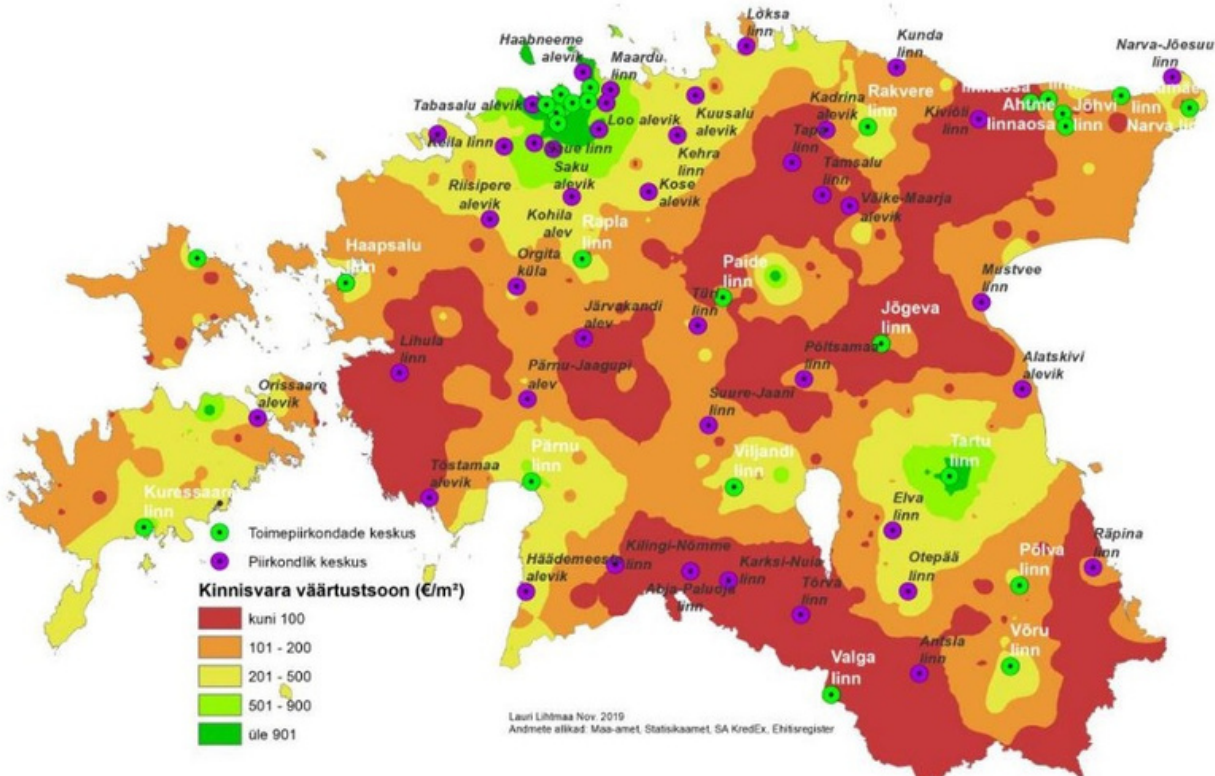 Loksa
linn
Haabneeme
alevik
Maardu
linn
Kunda
linn
Narva-Jõesuu
linn
Tabasalu alevik
Loo alevik
Kuusalu
alevik
Kadrina
alevik
Rakvere
linn
Kiviõli
linn
linnaosa
Ahtme
linnaosa
Jõhvi
linn
linn
Keila linn
linn
Kehra
linn
Tapa
linn
Tamsalu
linn
Väike-Maarja
alevik
Saku
alevik
Kose
alevik
Riisipere
alevik
Kohila
alev
Rapla
linn
Haapsalu
linn
Orgita
küla
Paide
linn
Türi
linn
Mustvee
linn
Järvakandi
alev
Jõgeva
linn
Lihula
linn
Põltsamaa
linn
Alatskivi
alevik
Pärnu-Jaagupi
alev
Suure-Jaani
linn
Orissaare
alevik
Pärnu
linn
Viljandi
linn
Tartu
linn
Tõstamaa
alevik
Kuressaare
linn
Elva
linn
Räpina
linn
Häädemeeste
alevik
Kilingi-Nõmme
linn
Abja-Paluoja
linn
Karksi-Nuia
linn
Tõrva
linn
Otepää
linn
Põlva
linn
Võru
linn
Antsla
linn
Valga
linn
Toimepiirkondade keskus
Piirkondlik keskus
Kinnisvara väärtustsoon (€/m²)
kuni 100
101 - 200
201 - 500
501 - 900
üle 901
Lauri Lihtmaa Nov. 2019
Andmete allikad: Maa-amet, Statisikaamet, SA KredEx, Ehitisregister